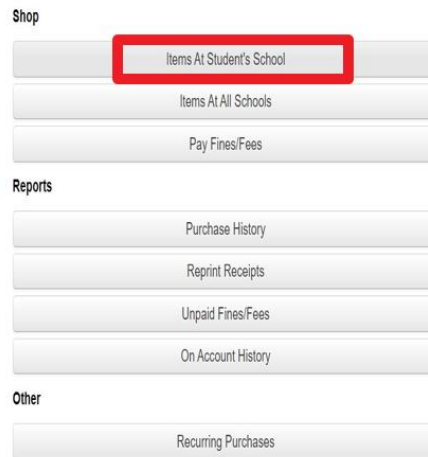 Shop
Items At Student's School
Items At All Schools
Pay Fines/Fees
Reports
Purchase History
Reprint Receipts
Unpaid Fines/Fees
On Account History
Other
Recurring Purchases